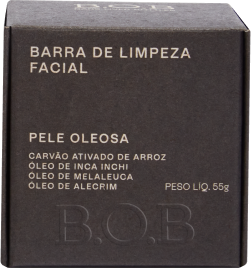 B.O.B
BARRA DE LIMPEZA
FACIAL
PELE OLEOSA
CARVÃO ATIVADO DE ARROZ
ÓLEO DE INCA INCHI
ÓLEO DE MELALEUCA
ÓLEO DE ALECRIM
PESO LÍQ. 55g
B.O.B